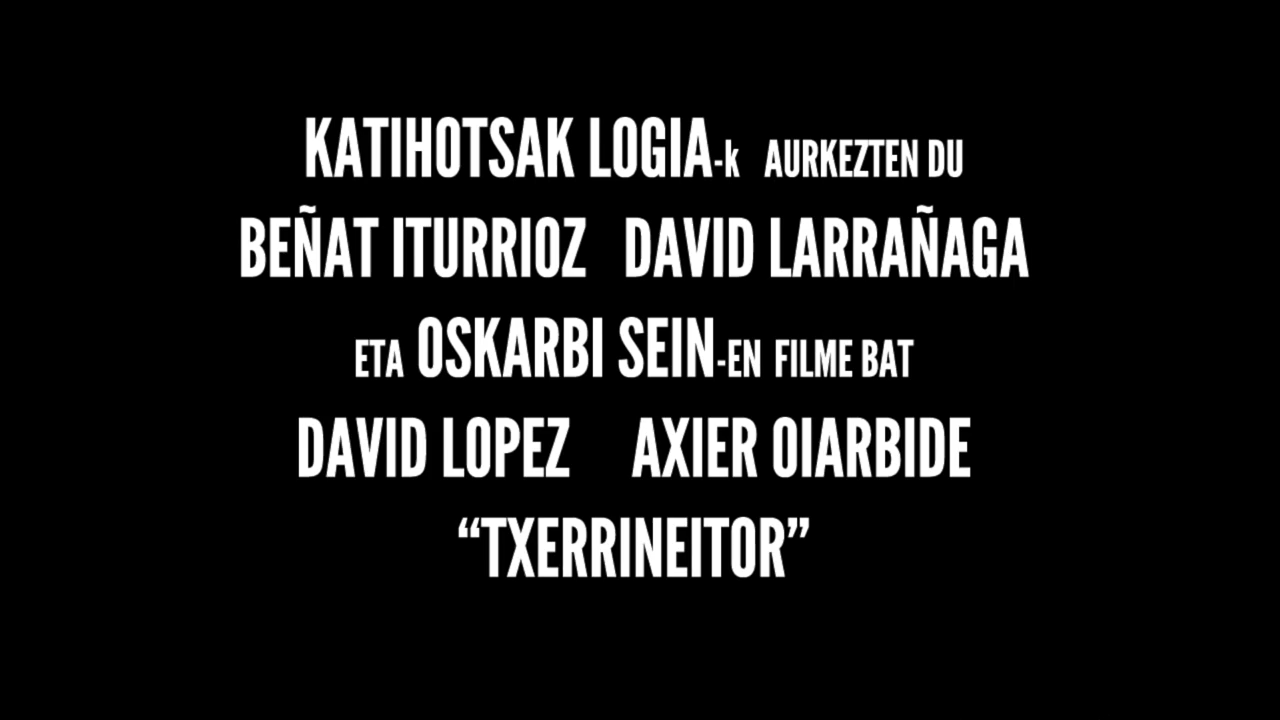 KATIHOTSAK LOGIA-k AURKEZTEN DU
BEÑAT ITURRIOZ DAVID LARRAÑAGA
ETA OSKARBI SEIN-EN FILME BAT
DAVID LOPEZ AXIER OIARBIDE
“TXERRINEITOR”